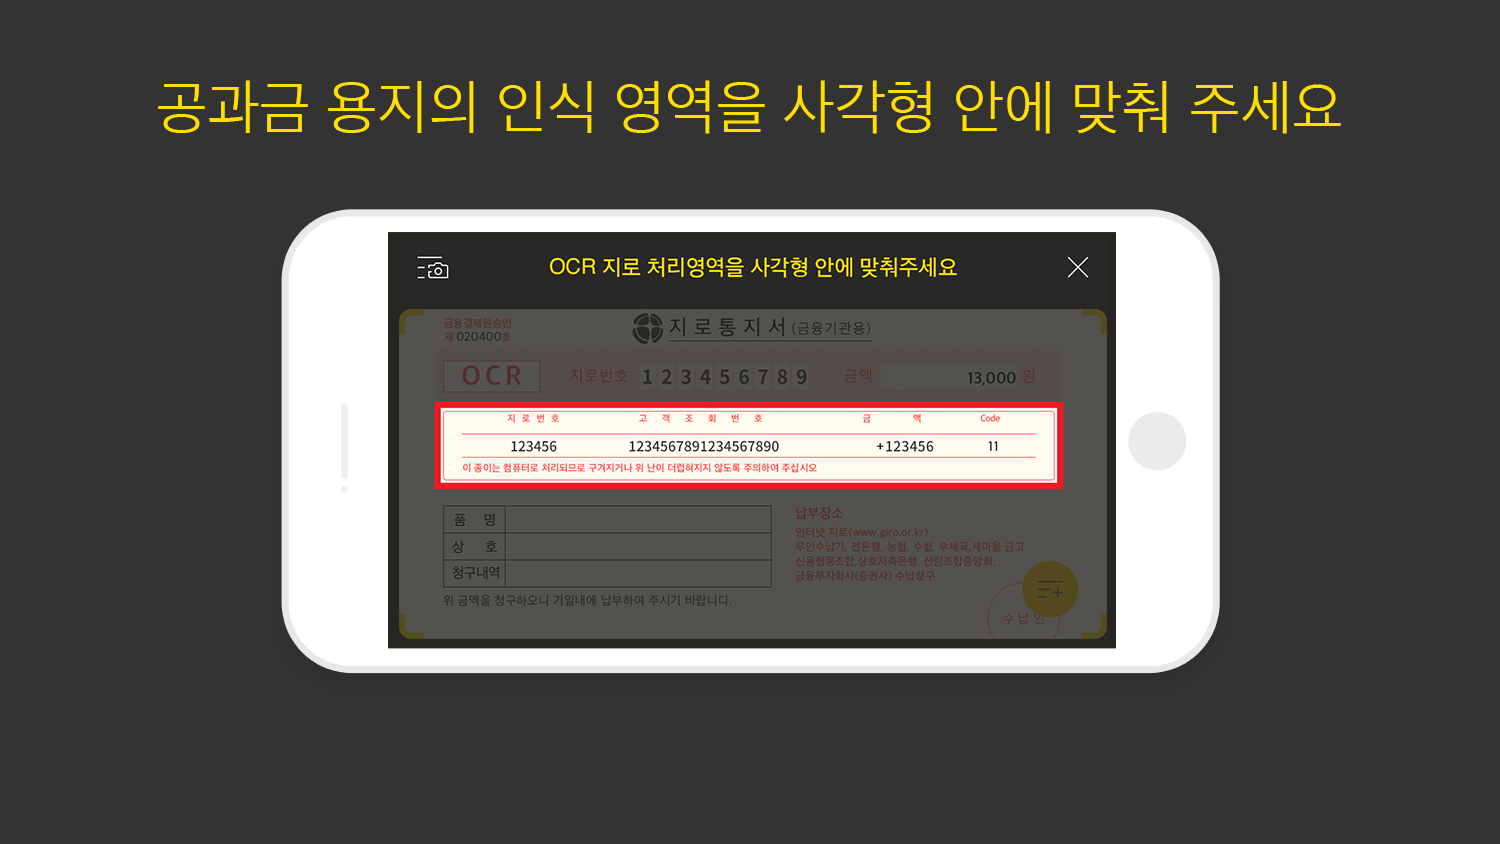 공과금 용지의 인식 영역을 사각형 안에 맞춰 주세요
OCR 지로 처리영역을 사각형 안에 맞춰주세요
금융결제원승인
제 020400호
지로통지서(금융기관용)
OCR 지로번호 123456789 금액 13,000 원
지로번호 고객조회번호 금액 Code
123456 1234567891234567890 +123456 11
이 종이는 컴퓨터로 처리되므로 구겨지거나 위 난이 더럽혀지지 않도록 주의하여 주십시오
품 명
상 호
청구내역
위 금액을 청구하오니 기일내에 납부하여 주시기 바랍니다.
납부장소
인터넷 지로(www.giro.or.kr)
무인수납기, 전은행, 농협, 수협, 우체국,새마을 금고
신용협동조합,상호저축은행, 산림조합중앙회,
금융투자회사(증권사) 수납창구
수납인